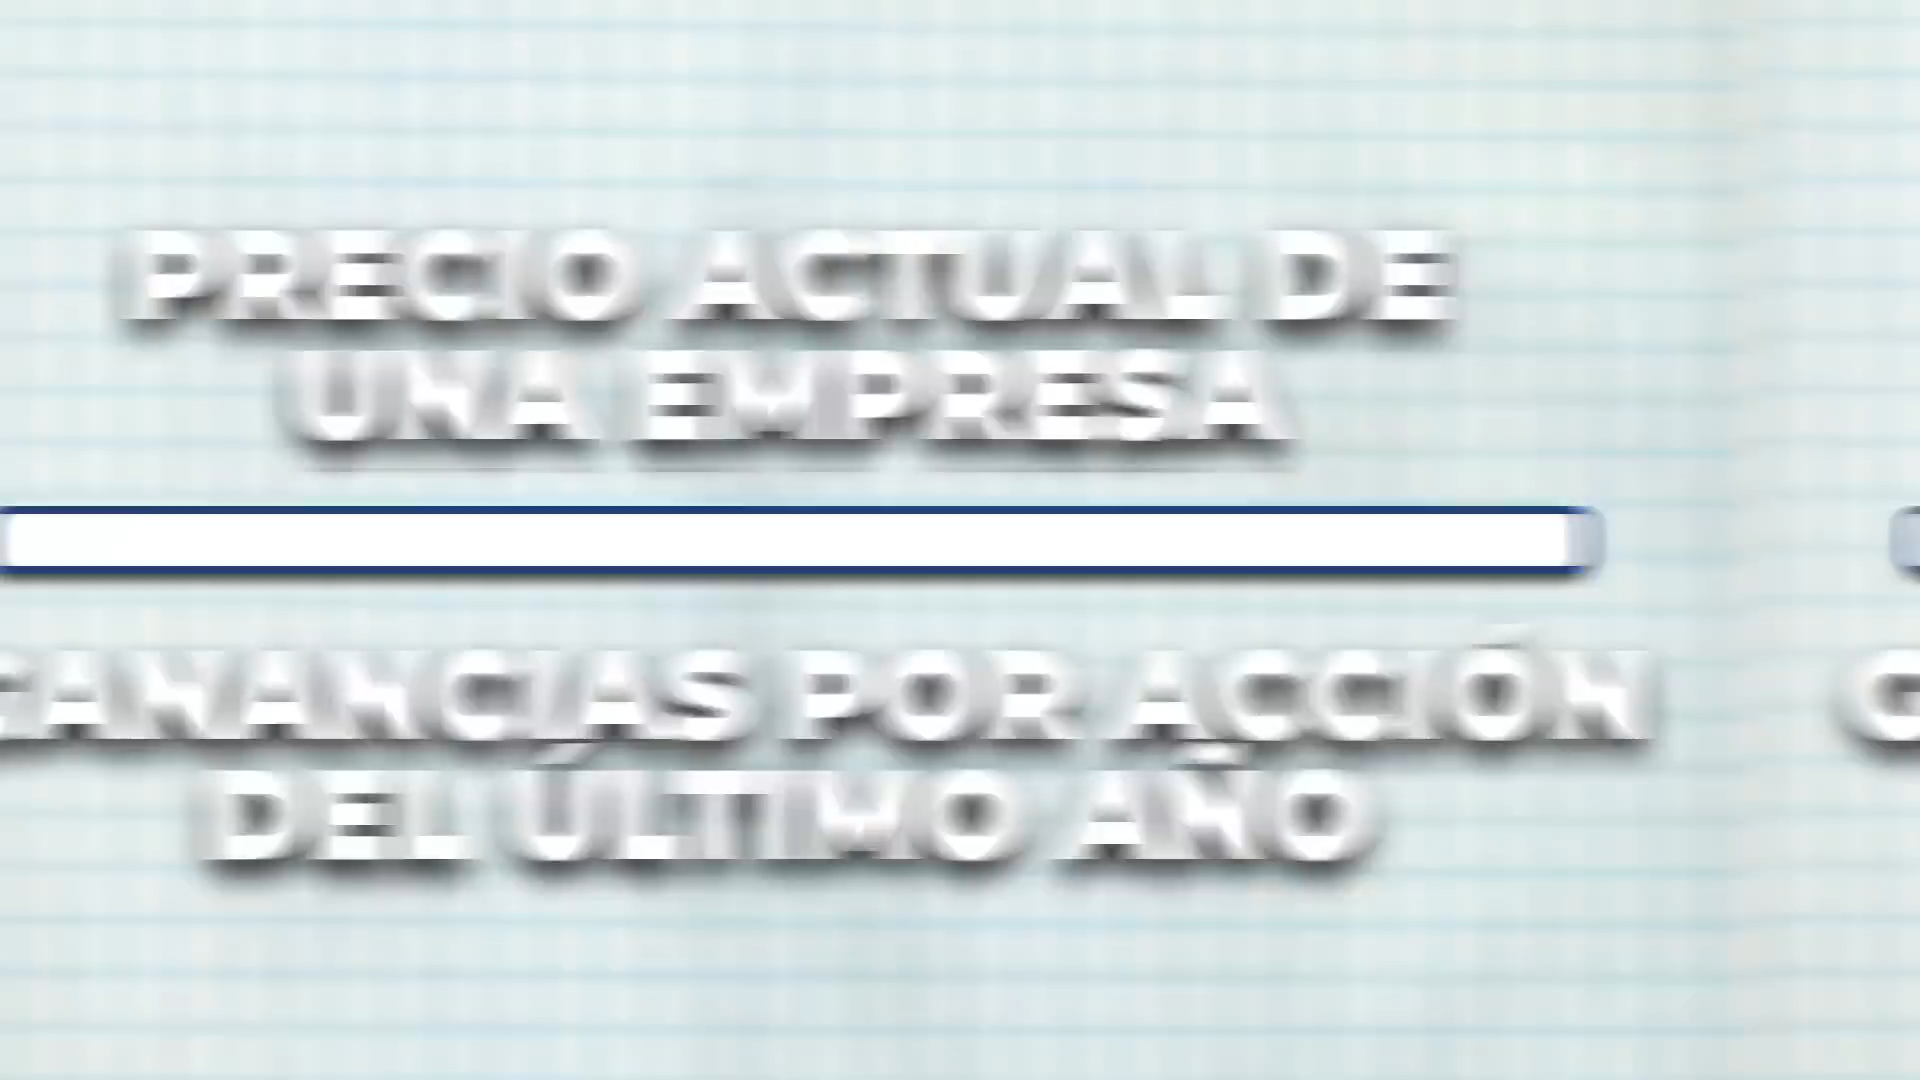 PRECIO ACTUAL DE
UNA EMPRESA
GANANCIAS POR ACCIÓN
DEL ÚLTIMO AÑO
G